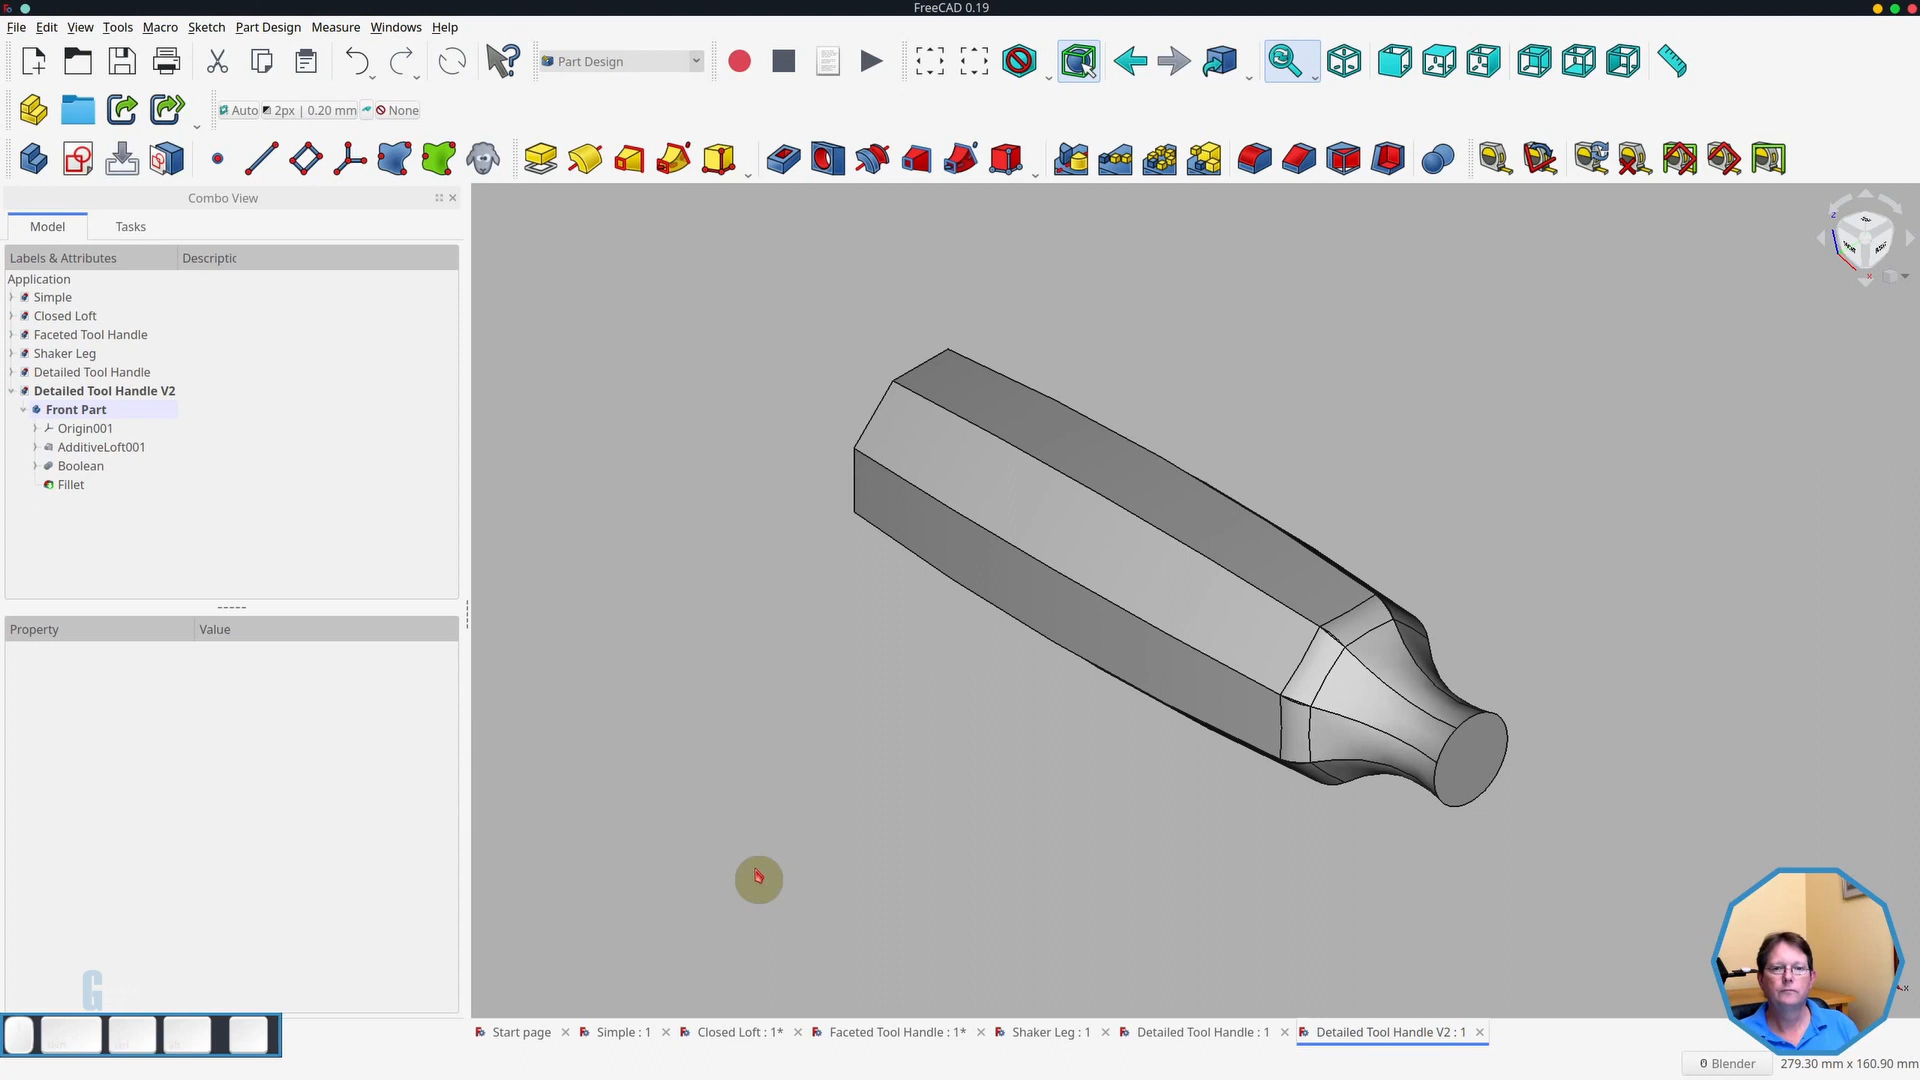 FreeCAD 0.19
File Edit View Tools Macro Sketch Part Design Measure Windows Help
Part Design
Auto 2px | 0.20 mm None
Combo View
Model Tasks
Labels & Attributes Descriptic
Application
Simple
Closed Loft
Faceted Tool Handle
Shaker Leg
Detailed Tool Handle
Detailed Tool Handle V2
Front Part
Origin001
AdditiveLoft001
Boolean
Fillet
Property Value
G
Start page Simple : 1 Closed Loft : 1* Faceted Tool Handle : 1* Shaker Leg : 1 Detailed Tool Handle : 1 Detailed Tool Handle V2 : 1
Blender 279.30 mm x 160.90 mm